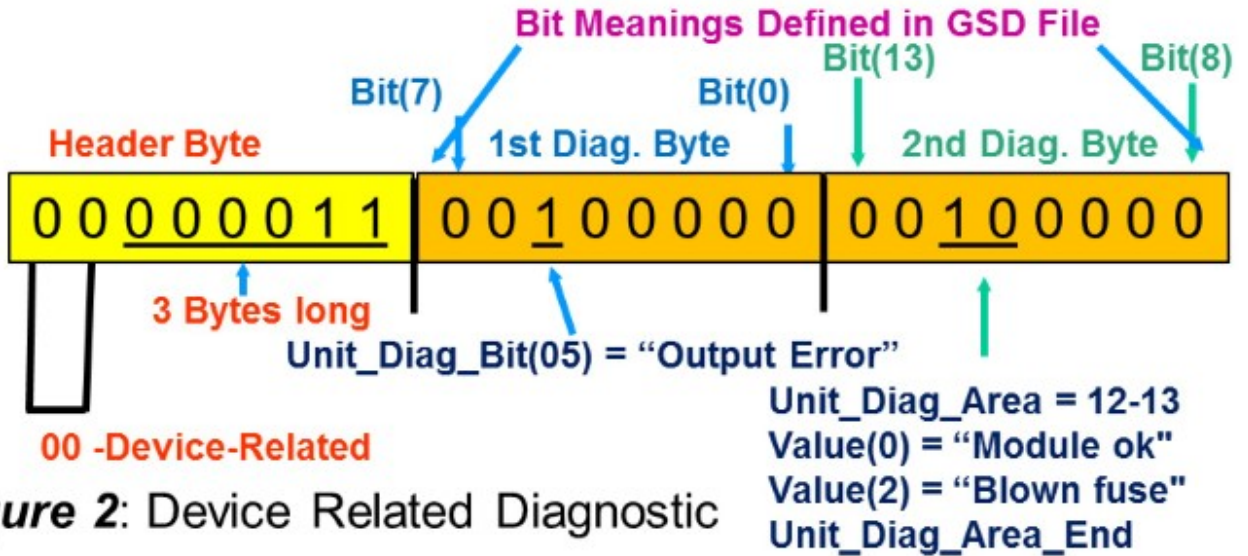 Bit Meanings Defined in GSD File
Bit(7) Bit(0) Bit(13) Bit(8)
Header Byte 1st Diag. Byte 2nd Diag. Byte
0 0 0 0 0 0 1 1 0 0 1 0 0 0 0 0 0 0 1 0 0 0 0 0
3 Bytes long
Unit_Diag_Bit(05) = “Output Error”
00 -Device-Related
Unit_Diag_Area = 12-13
Value(0) = “Module ok"
Value(2) = “Blown fuse"
Unit_Diag_Area_End
ure 2: Device Related Diagnostic